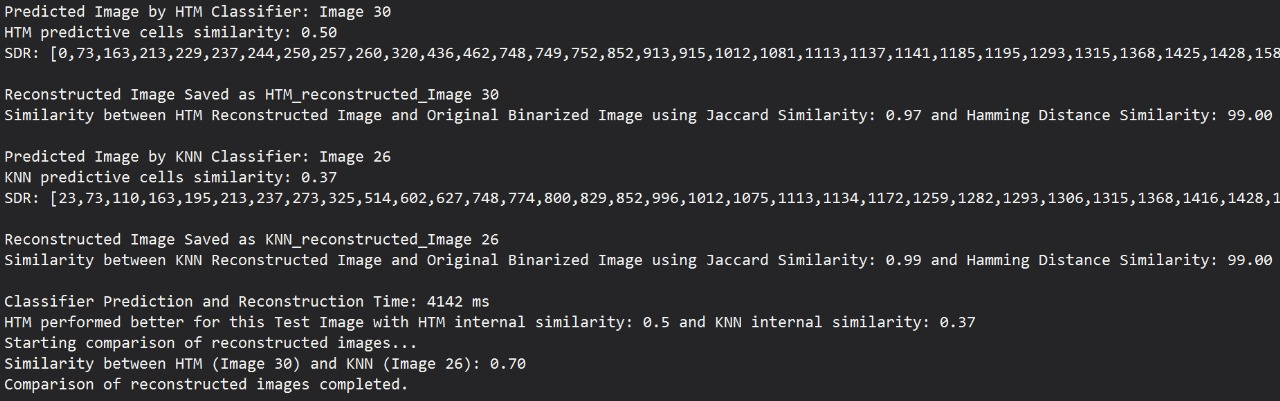 Predicted Image by HTM Classifier: Image 30
HTM predictive cells similarity: 0.50
SDR: [0,73,163,213,229,237,244,250,257,260,320,436,462,748,749,752,852,913,915,1012,1081,1113,1137,1141,1185,1195,1293,1315,1368,1425,1428,158
Reconstructed Image Saved as HTM_reconstructed_Image 30
Similarity between HTM Reconstructed Image and Original Binarized Image using Jaccard Similarity: 0.97 and Hamming Distance Similarity: 99.00
Predicted Image by KNN Classifier: Image 26
KNN predictive cells similarity: 0.37
SDR: [23,73,110,163,195,213,237,273,325,514,602,627,748,774,800,829,852,996,1012,1075,1113,1134,1172,1259,1282,1293,1306,1315,1368,1416,1428,1
Reconstructed Image Saved as KNN_reconstructed_Image 26
Similarity between KNN Reconstructed Image and Original Binarized Image using Jaccard Similarity: 0.99 and Hamming Distance Similarity: 99.00
Classifier Prediction and Reconstruction Time: 4142 ms
HTM performed better for this Test Image with HTM internal similarity: 0.5 and KNN internal similarity: 0.37
Starting comparison of reconstructed images...
Similarity between HTM (Image 30) and KNN (Image 26): 0.70
Comparison of reconstructed images completed.